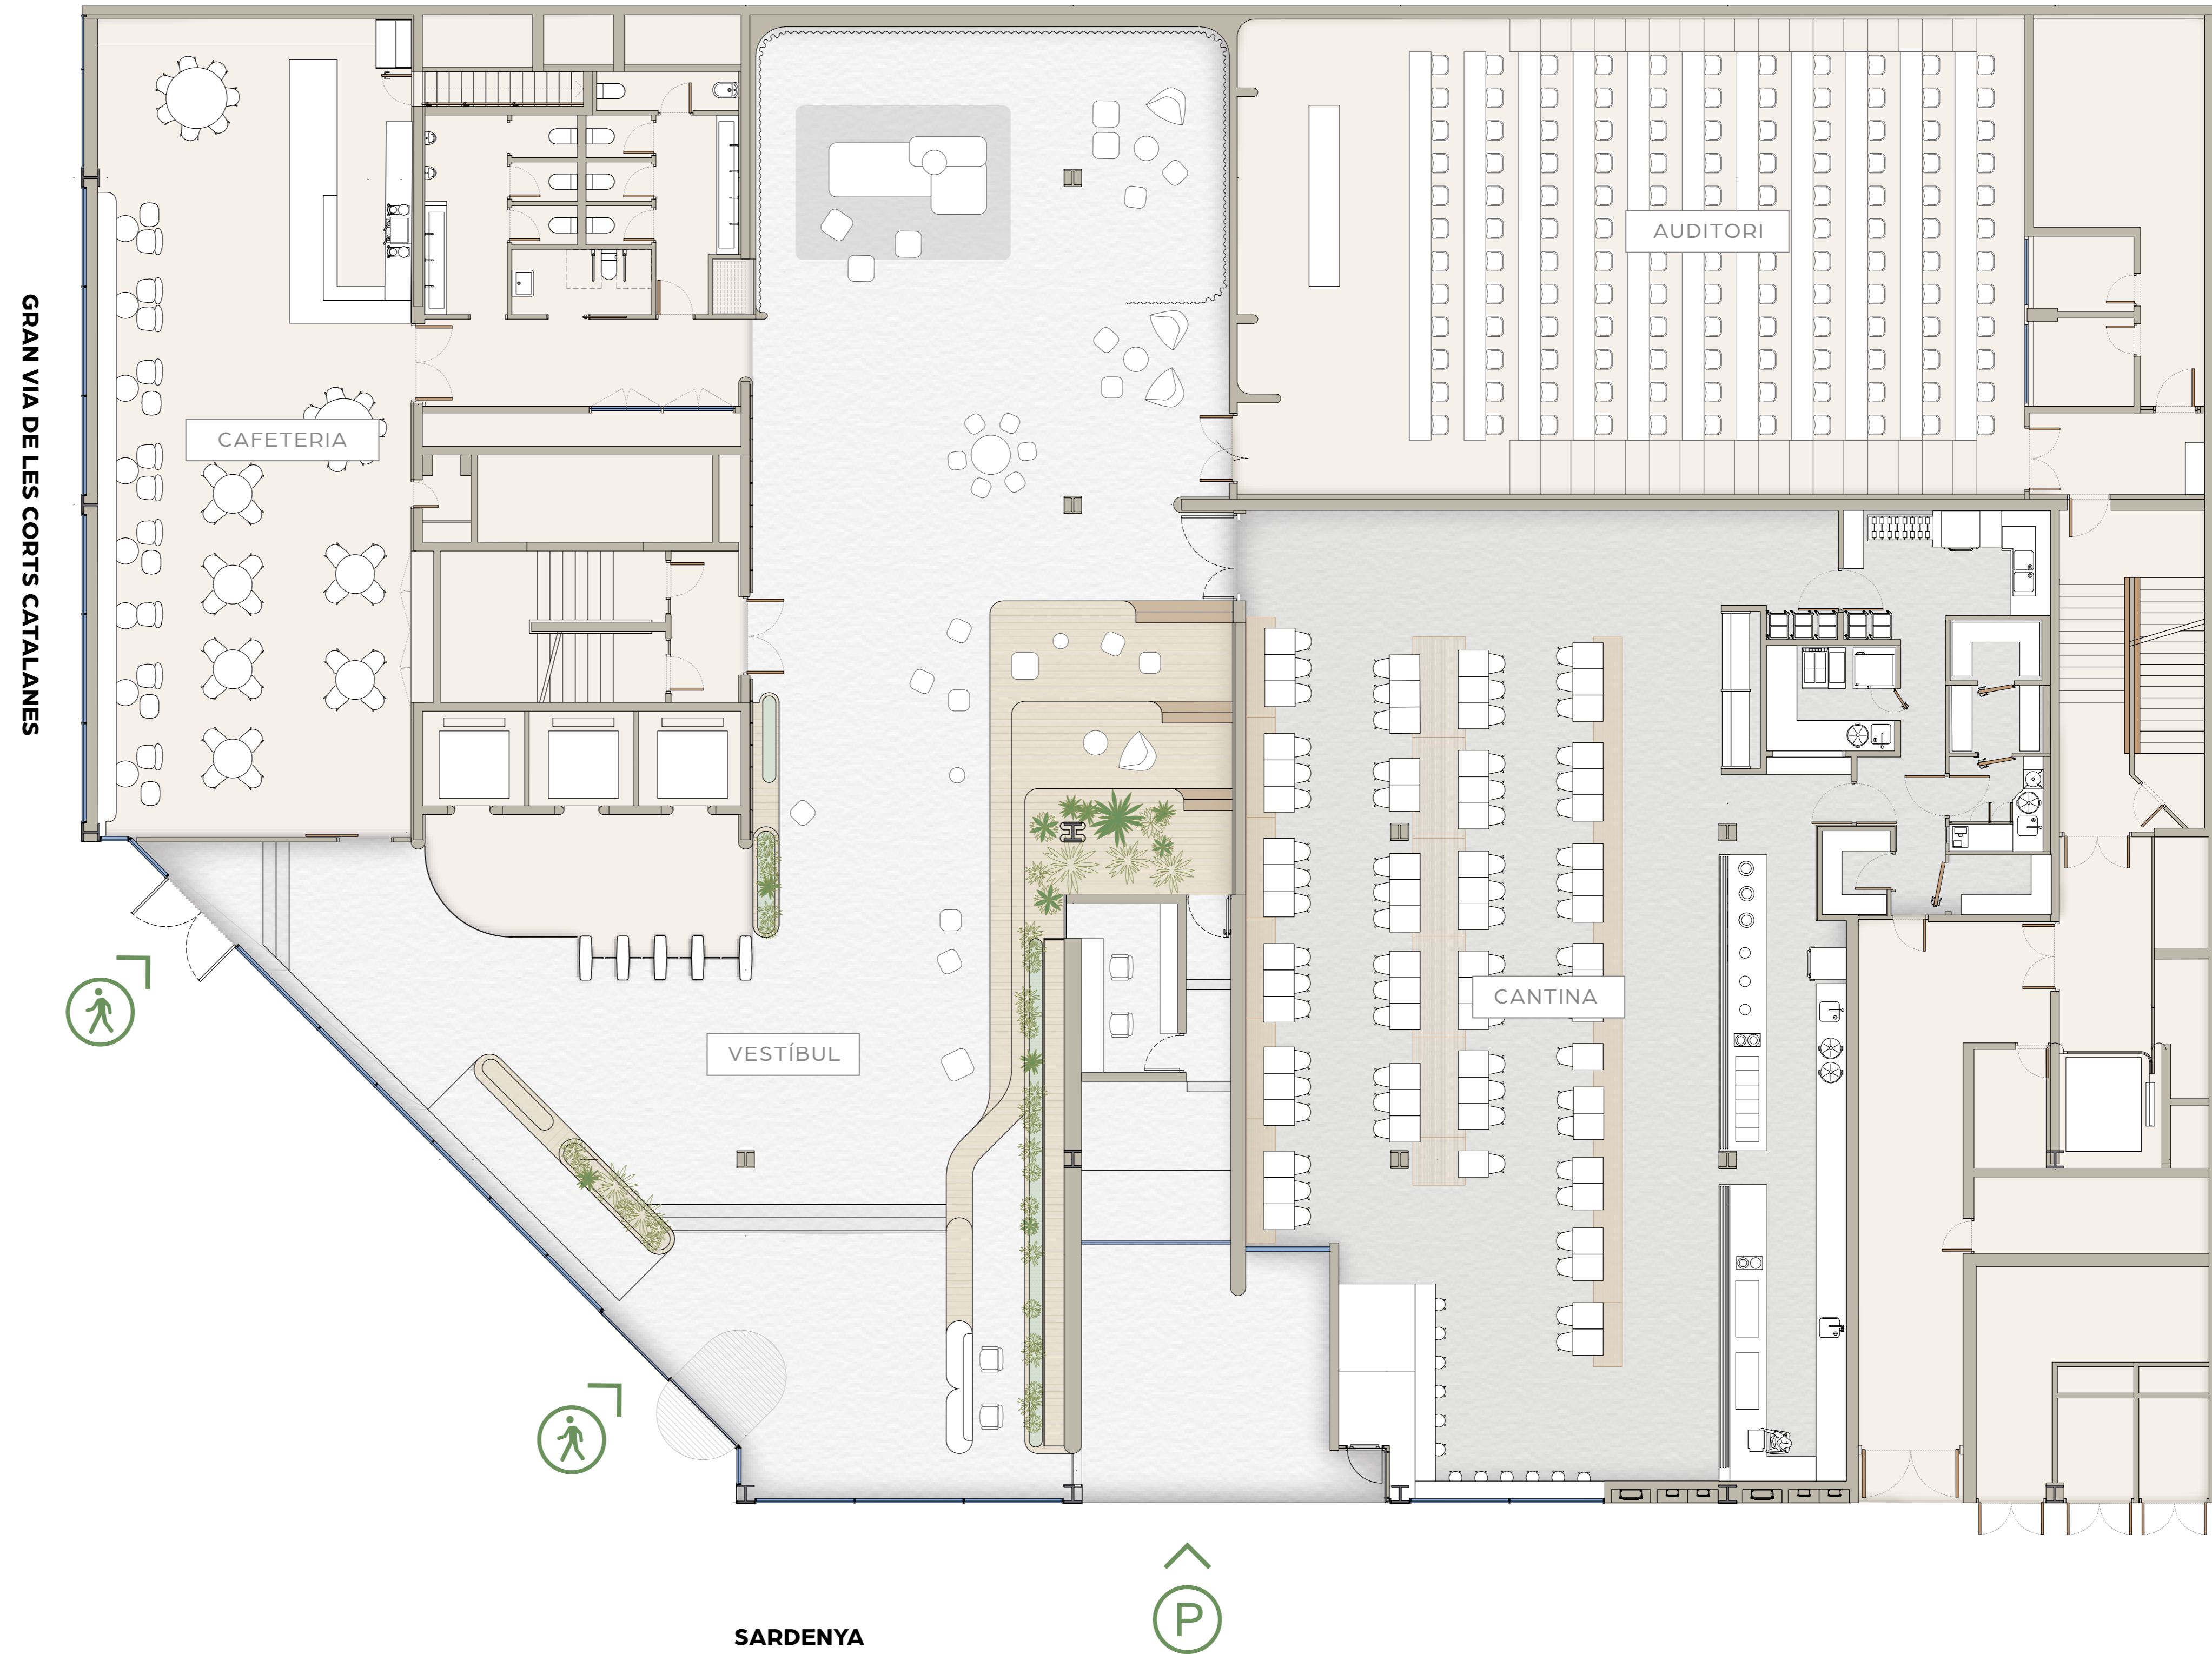 AUDITORI
CAFETERIA
GRAN VIA DE LES CORTS CATALANES
CANTINA
VESTÍBUL
P
SARDENYA